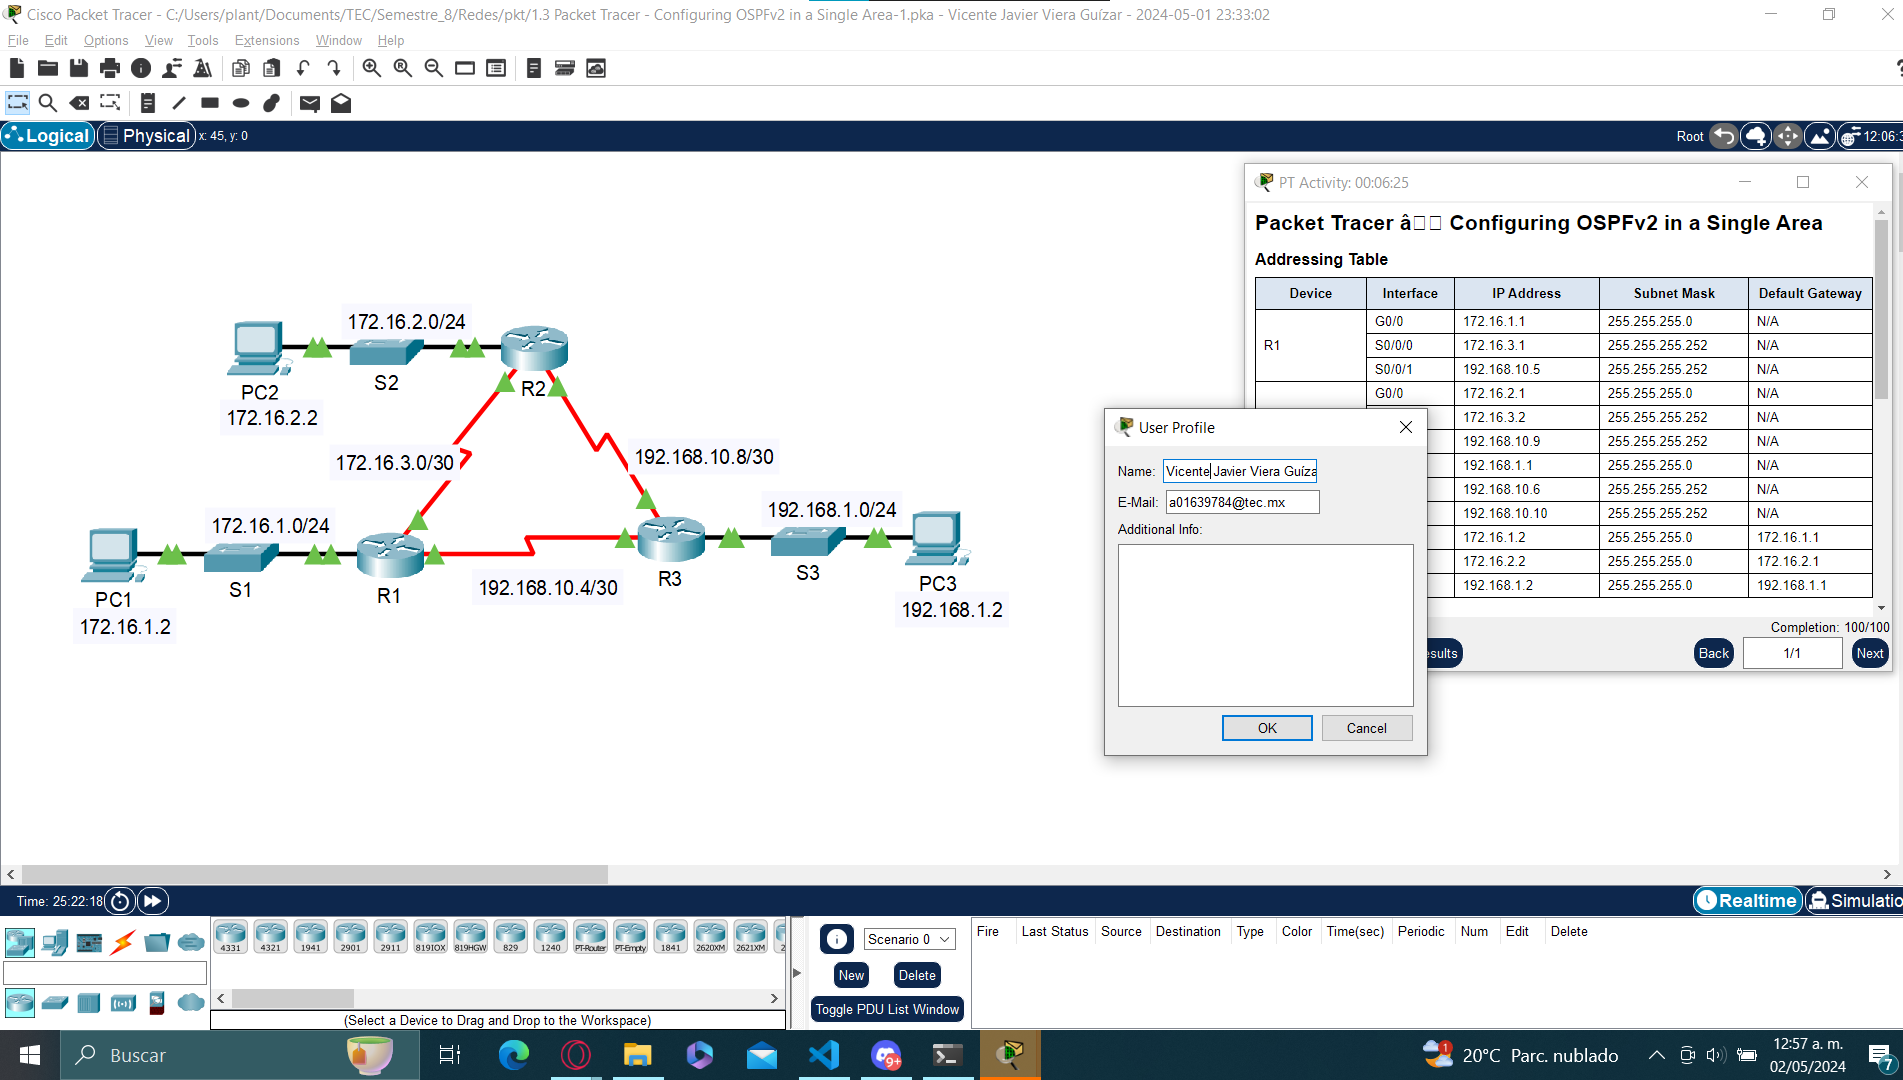 Cisco Packet Tracer - C:/Users/plant/Documents/TEC/Semestre_8/Redes/pkt/1.3 Packet Tracer - Configuring OSPFv2 in a Single Area-1.pka - Vicente Javier Viera Guízar - 2024-05-01 23:33:02
File Edit Options View Tools Extensions Window Help
Logical Physical x: 45, y: 0 Root 12:06:3
PT Activity: 00:06:25
Packet Tracer â Configuring OSPFv2 in a Single Area
Addressing Table
Device Interface IP Address Subnet Mask Default Gateway
R1 G0/0 172.16.1.1 255.255.255.0 N/A
S0/0/0 172.16.3.1 255.255.255.252 N/A
S0/0/1 192.168.10.5 255.255.255.252 N/A
G0/0 172.16.2.1 255.255.255.0 N/A
172.16.3.2 255.255.255.252 N/A
192.168.10.9 255.255.255.252 N/A
192.168.1.1 255.255.255.0 N/A
192.168.10.6 255.255.255.252 N/A
192.168.10.10 255.255.255.252 N/A
172.16.1.2 255.255.255.0 172.16.1.1
172.16.2.2 255.255.255.0 172.16.2.1
192.168.1.2 255.255.255.0 192.168.1.1
Completion: 100/100
esults Back 1/1 Next
User Profile
Name: Vicente Javier Viera Guíza
E-Mail: a01639784@tec.mx
Additional Info:
OK Cancel
172.16.2.0/24
PC2
172.16.2.2
S2
R2
172.16.3.0/30
192.168.10.8/30
172.16.1.0/24
192.168.1.0/24
PC1
172.16.1.2
S1
R1
192.168.10.4/30
R3
S3
PC3
192.168.1.2
Time: 25:22:18 Realtime Simulatio
4331 4321 1941 2901 2911 819IOX 819HGW 829 1240 PT-Router PT-Empty 1841 2620XM 2621XM 2
(Select a Device to Drag and Drop to the Workspace)
Scenario 0
New Delete
Toggle PDU List Window
Fire Last Status Source Destination Type Color Time(sec) Periodic Num Edit Delete
Buscar
9+
1
20°C Parc. nublado
12:57 a. m.
02/05/2024
7